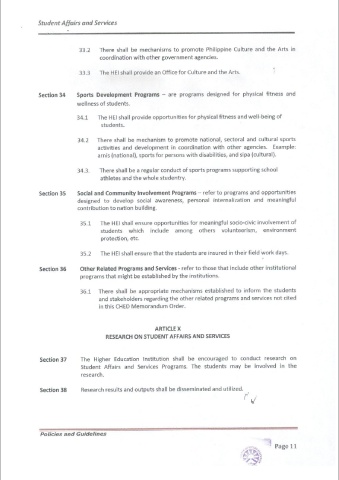 Student Affairs and Services
33.2 There shall be mechanisms to promote Philippine Culture and the Arts in
coordination with other government agencies.
33.3 The HEI shall provide an Office for Culture and the Arts.
Section 34 Sports Development Programs – are programs designed for physical fitness and
wellness of students.
34.1 The HEI shall provide opportunities for physical fitness and well-being of
students.
34.2 There shall be mechanism to promote national, sectoral and cultural sports
activities and development in coordination with other agencies. Example:
arnis (national), sports for persons with disabilities, and sipa (cultural).
34.3. There shall be a regular conduct of sports programs supporting school
athletes and the whole studentry.
Section 35 Social and Community Involvement Programs – refer to programs and opportunities
designed to develop social awareness, personal internalization and meaningful
contribution to nation building.
35.1 The HEI shall ensure opportunities for meaningful socio-civic involvement of
students which include among others volunteerism, environment
protection, etc.
35.2 The HEI shall ensure that the students are insured in their field work days.
Section 36 Other Related Programs and Services - refer to those that include other institutional
programs that might be established by the institutions.
36.1 There shall be appropriate mechanisms established to inform the students
and stakeholders regarding the other related programs and services not cited
in this CHED Memorandum Order.
ARTICLE X
RESEARCH ON STUDENT AFFAIRS AND SERVICES
Section 37 The Higher Education Institution shall be encouraged to conduct research on
Student Affairs and Services Programs. The students may be involved in the
research.
Section 38 Research results and outputs shall be disseminated and utilized.
Policies and Guidelines
Page 11